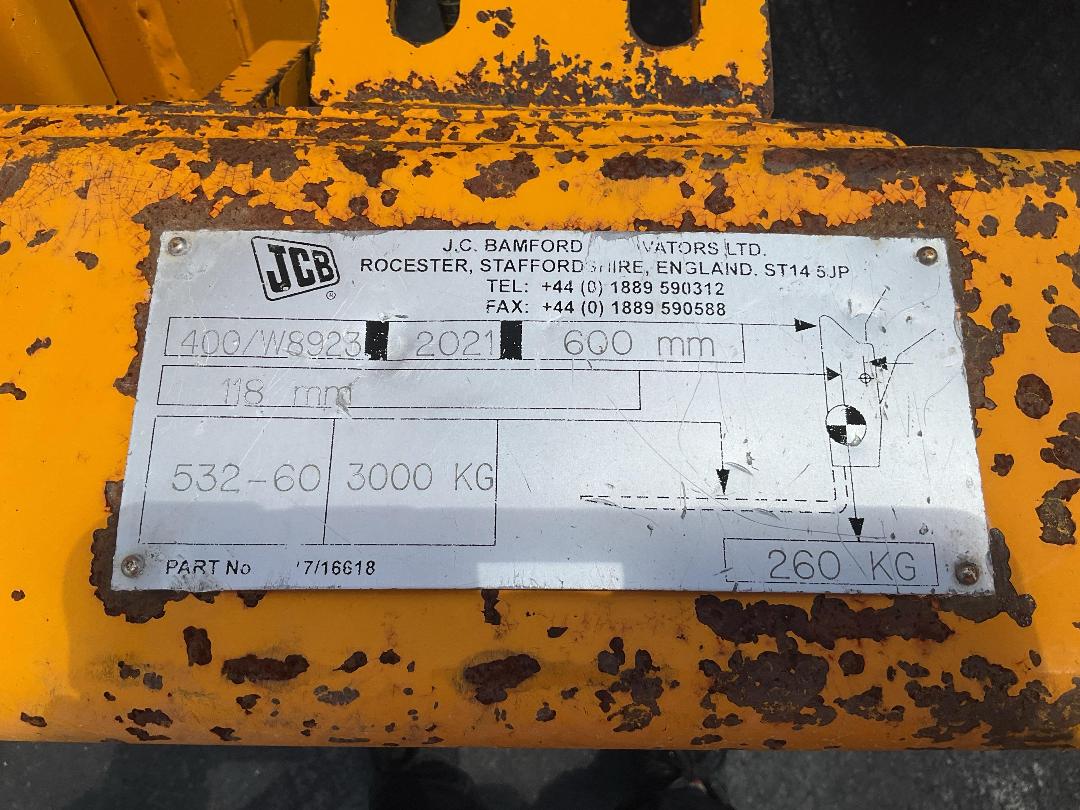 JCB
®
J.C. BAMFORD VATORS LTD.
ROCESTER, STAFFORDSHIRE, ENGLAND. ST14 5JP
TEL: +44 (0) 1889 590312
FAX: +44 (0) 1889 590588
400/W8923 2021 600 mm
118 mm
532-60 3000 KG
260 KG
PART No 7/16618